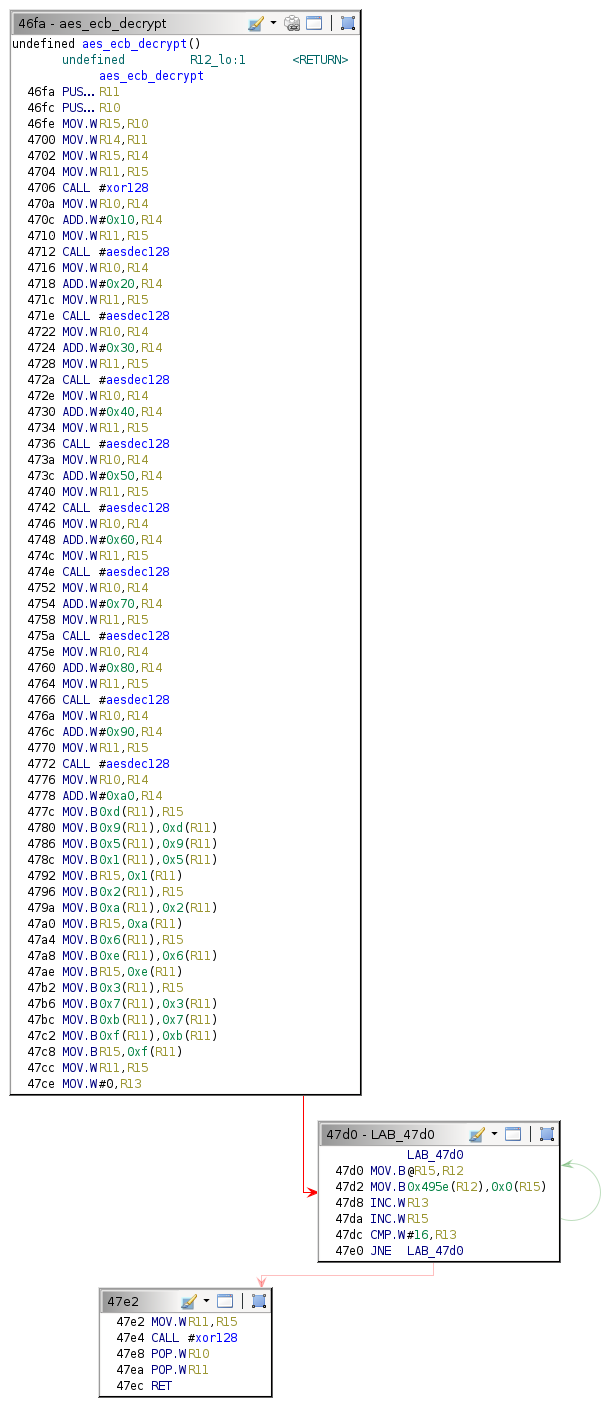 46fa - aes_ecb_decrypt
undefined aes_ecb_decrypt()
undefined R12_lo:1 <RETURN>
aes_ecb_decrypt
46fa PUS... R11
46fc PUS... R10
46fe MOV.W R15,R10
4700 MOV.W R14,R11
4702 MOV.W R15,R14
4704 MOV.W R11,R15
4706 CALL #xor128
470a MOV.W R10,R14
470c ADD.W #0x10,R14
4710 MOV.W R11,R15
4712 CALL #aesdec128
4716 MOV.W R10,R14
4718 ADD.W #0x20,R14
471c MOV.W R11,R15
471e CALL #aesdec128
4722 MOV.W R10,R14
4724 ADD.W #0x30,R14
4728 MOV.W R11,R15
472a CALL #aesdec128
472e MOV.W R10,R14
4730 ADD.W #0x40,R14
4734 MOV.W R11,R15
4736 CALL #aesdec128
473a MOV.W R10,R14
473c ADD.W #0x50,R14
4740 MOV.W R11,R15
4742 CALL #aesdec128
4746 MOV.W R10,R14
4748 ADD.W #0x60,R14
474c MOV.W R11,R15
474e CALL #aesdec128
4752 MOV.W R10,R14
4754 ADD.W #0x70,R14
4758 MOV.W R11,R15
475a CALL #aesdec128
475e MOV.W R10,R14
4760 ADD.W #0x80,R14
4764 MOV.W R11,R15
4766 CALL #aesdec128
476a MOV.W R10,R14
476c ADD.W #0x90,R14
4770 MOV.W R11,R15
4772 CALL #aesdec128
4776 MOV.W R10,R14
4778 ADD.W #0xa0,R14
477c MOV.B 0xd(R11),R15
4780 MOV.B 0x9(R11),0xd(R11)
4786 MOV.B 0x5(R11),0x9(R11)
478c MOV.B 0x1(R11),0x5(R11)
4792 MOV.B R15,0x1(R11)
4796 MOV.B 0x2(R11),R15
479a MOV.B 0xa(R11),0x2(R11)
47a0 MOV.B R15,0xa(R11)
47a4 MOV.B 0x6(R11),R15
47a8 MOV.B 0xe(R11),0x6(R11)
47ae MOV.B R15,0xe(R11)
47b2 MOV.B 0x3(R11),R15
47b6 MOV.B 0x7(R11),0x3(R11)
47bc MOV.B 0xb(R11),0x7(R11)
47c2 MOV.B 0xf(R11),0xb(R11)
47c8 MOV.B R15,0xf(R11)
47cc MOV.W R11,R15
47ce MOV.W #0,R13
47d0 - LAB_47d0
LAB_47d0
47d0 MOV.B @R15,R12
47d2 MOV.B 0x495e(R12),0x0(R15)
47d8 INC.W R13
47da INC.W R15
47dc CMP.W #16,R13
47e0 JNE LAB_47d0
47e2
47e2 MOV.W R11,R15
47e4 CALL #xor128
47e8 POP.W R10
47ea POP.W R11
47ec RET